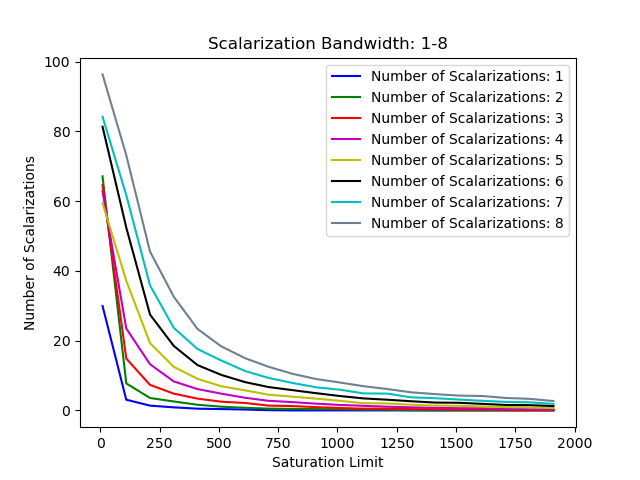 Scalarization Bandwidth: 1-8
Number of Scalarizations
100
80
60
40
20
0
Number of Scalarizations: 1
Number of Scalarizations: 2
Number of Scalarizations: 3
Number of Scalarizations: 4
Number of Scalarizations: 5
Number of Scalarizations: 6
Number of Scalarizations: 7
Number of Scalarizations: 8
0 250 500 750 1000 1250 1500 1750 2000
Saturation Limit